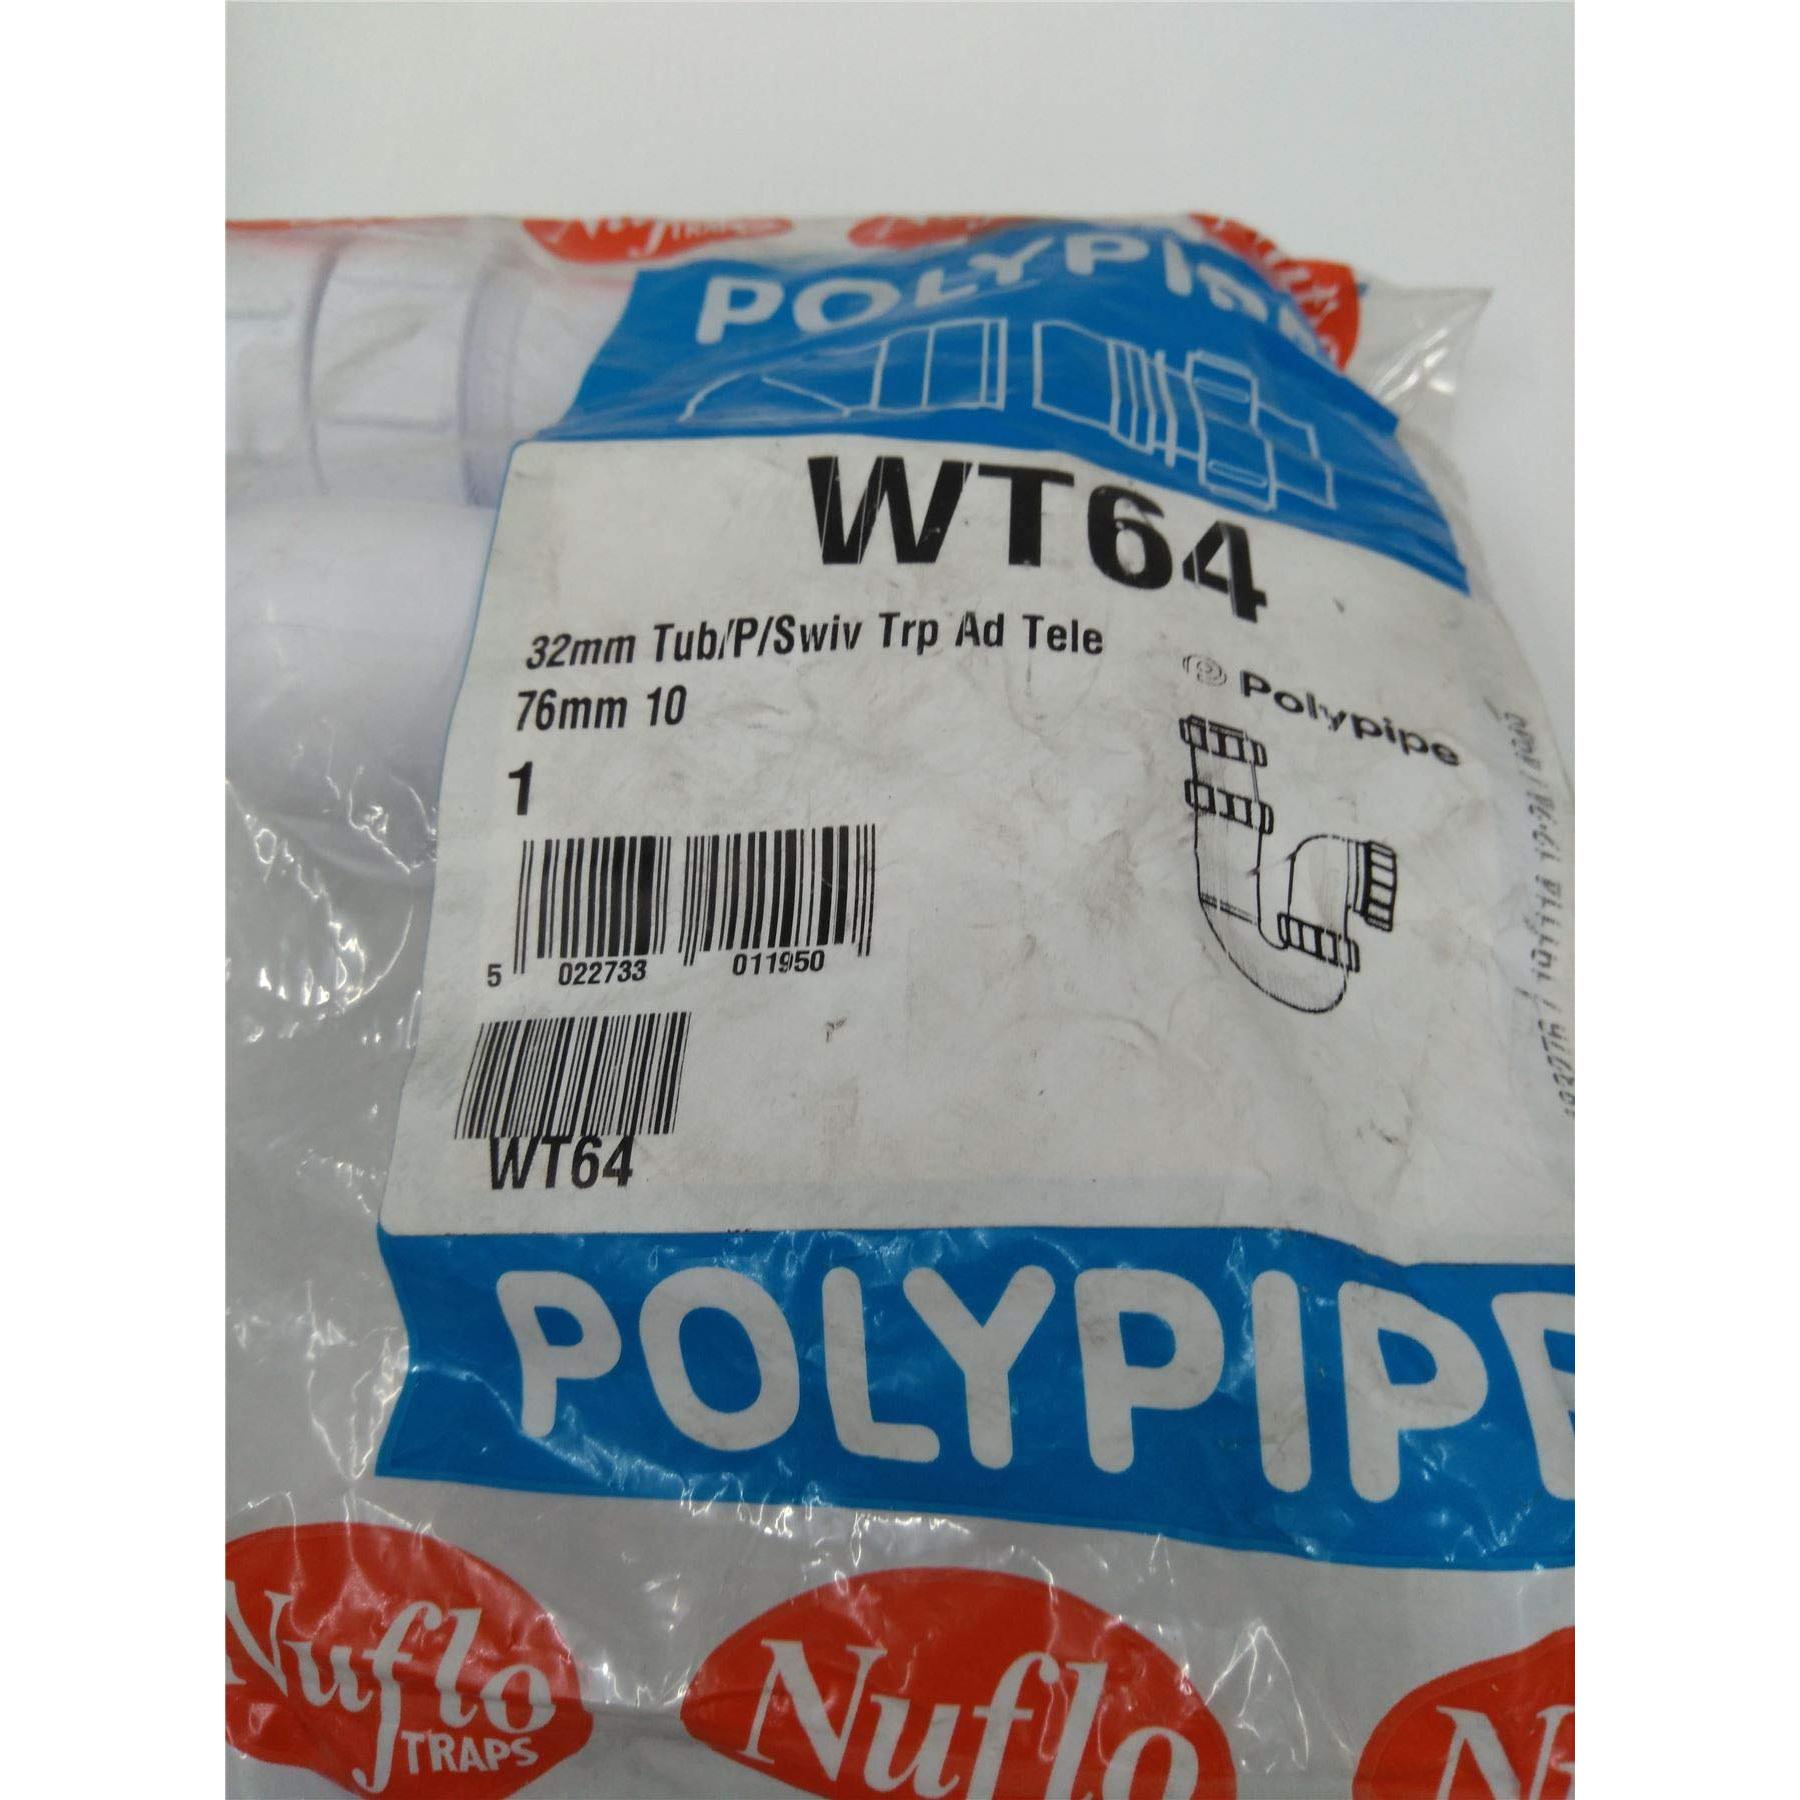 Nuflo
TRAPS
POLYPIPE
WT64
32mm Tub/P/Swiv Trp Ad Tele
76mm 10
1
Polypipe
5 022733 011950
WT64
POLYPIPE
Nuflo
TRAPS
Nuflo
N